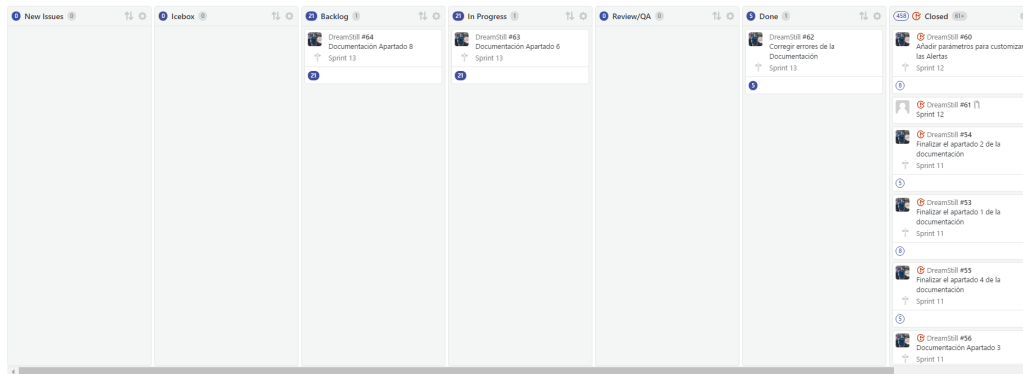 0 New Issues 0
0 Icebox 0
21 Backlog 1
DreamStill #64
Documentación Apartado 8
Sprint 13
21
21 In Progress 1
DreamStill #63
Documentación Apartado 6
Sprint 13
21
0 Review/QA 0
5 Done 1
DreamStill #62
Corregir errores de la
Documentación
Sprint 13
5
458 Closed 61+
DreamStill #60
Añadir parámetros para customizar
las Alertas
Sprint 12
8
DreamStill #61
Sprint 12
DreamStill #54
Finalizar el apartado 2 de la
documentación
Sprint 11
5
DreamStill #53
Finalizar el apartado 1 de la
documentación
Sprint 11
8
DreamStill #55
Finalizar el apartado 4 de la
documentación
Sprint 11
5
DreamStill #56
Documentación Apartado 3
Sprint 11